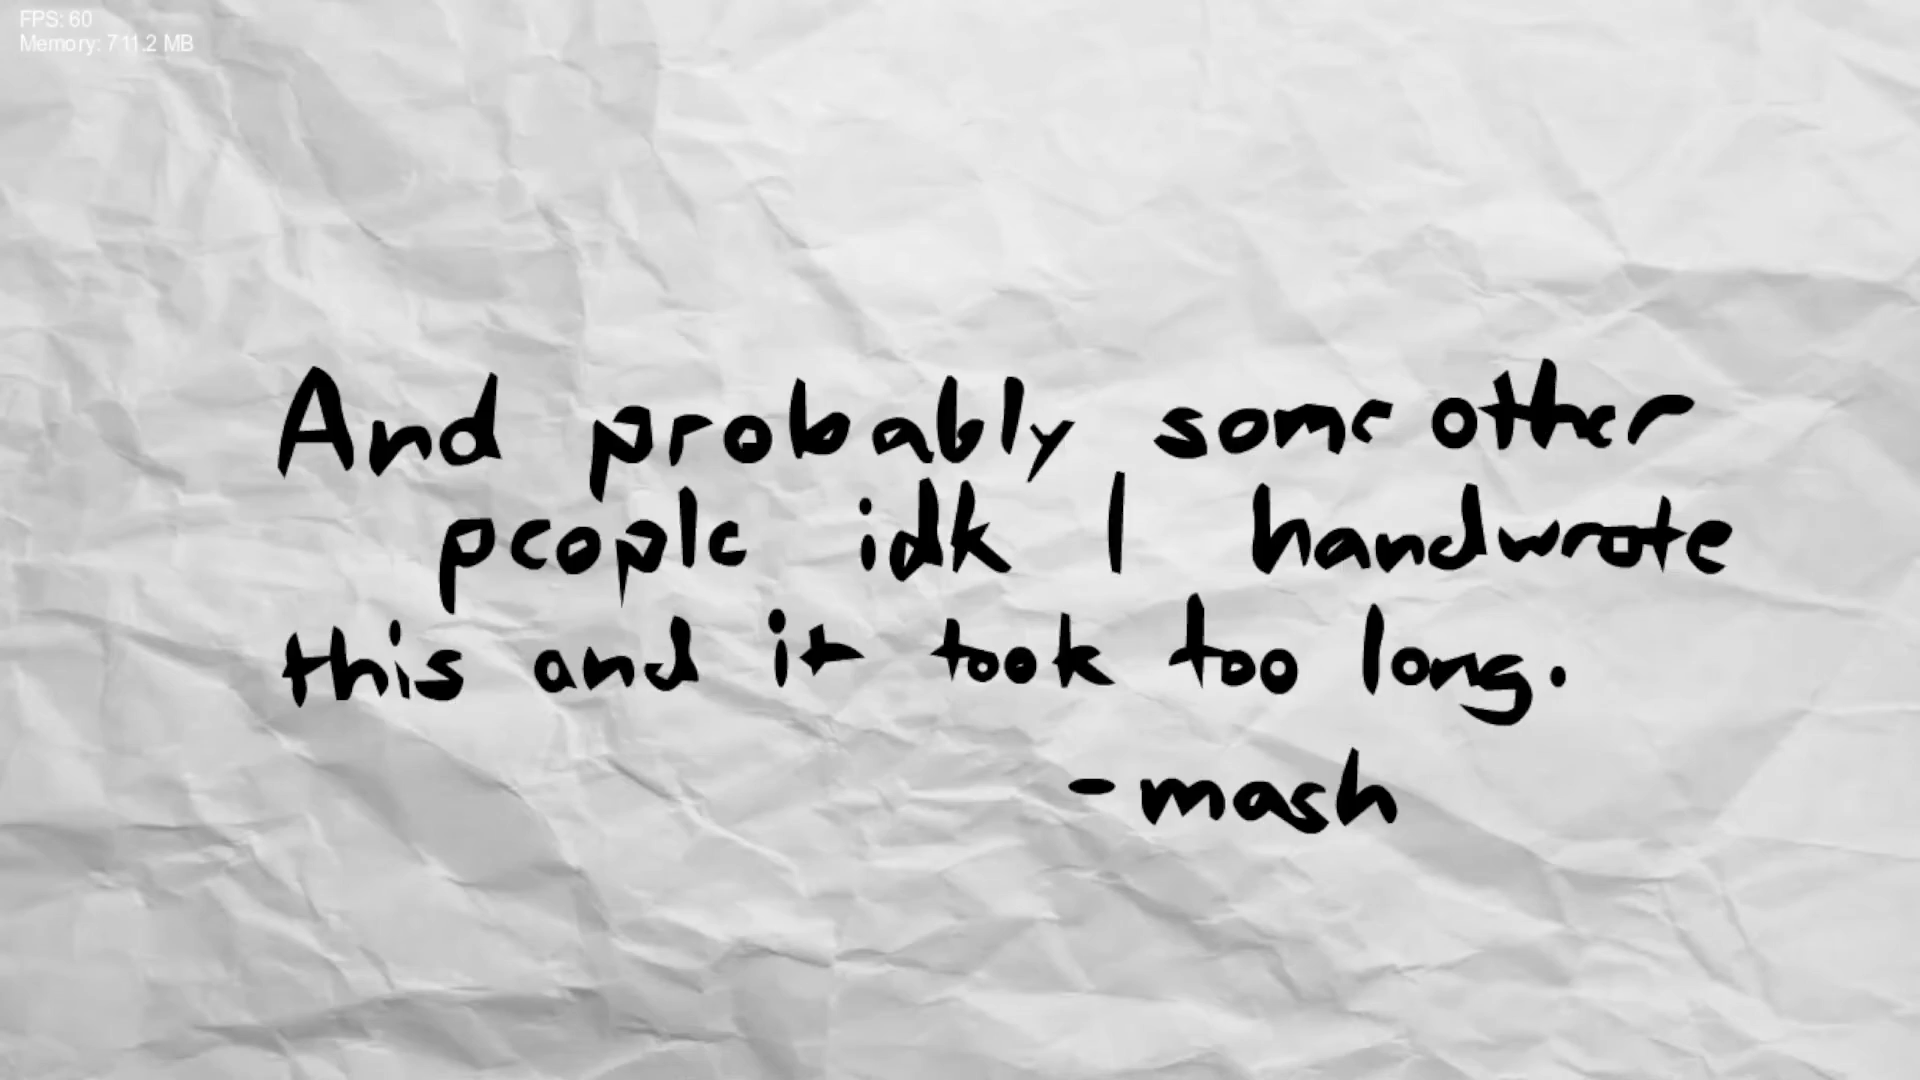 FPS: 60
Memory: 711.2 MB
And probably some other
people idk I handwrote
this and it took too long.
-mash